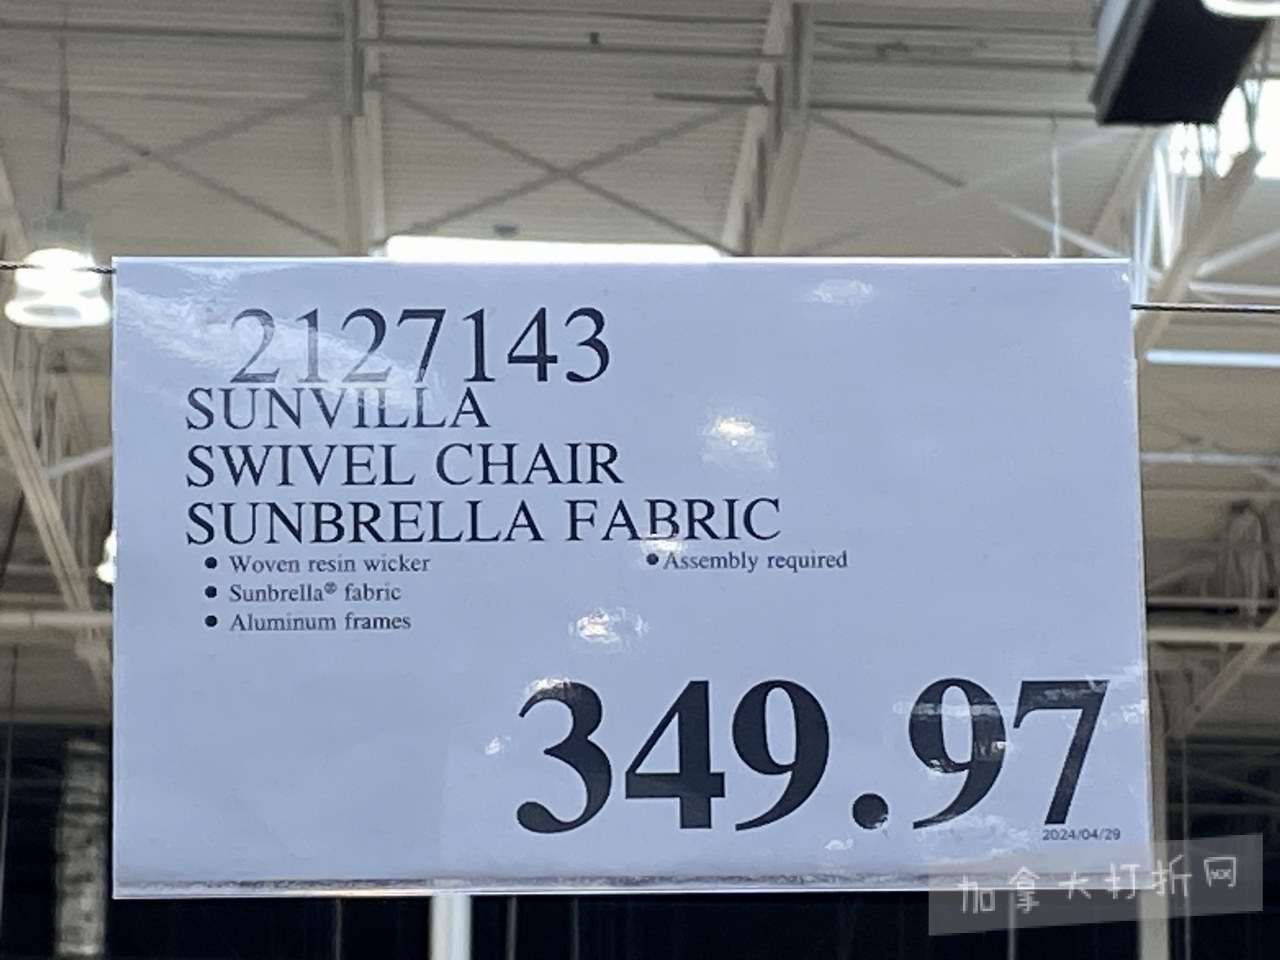 2127143
SUNVILLA
SWIVEL CHAIR
SUNBRELLA FABRIC
• Woven resin wicker
• Assembly required
• Sunbrella® fabric
• Aluminum frames
349.97
2024/04/29
加拿大打折网